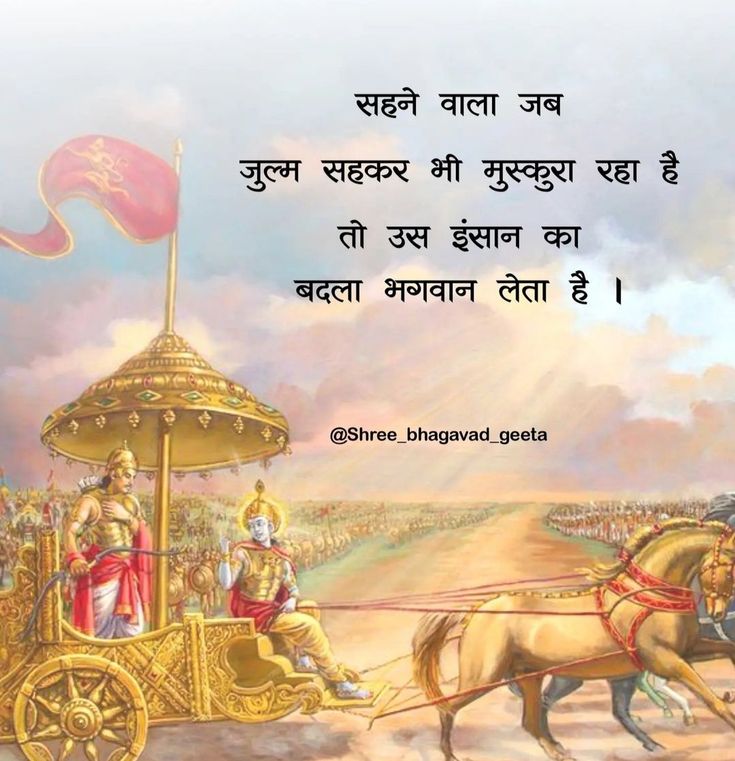 सहने वाला जब
जुल्म सहकर भी मुस्कुरा रहा है
तो उस इंसान का
बदला भगवान लेता है ।
@Shree_bhagavad_geeta